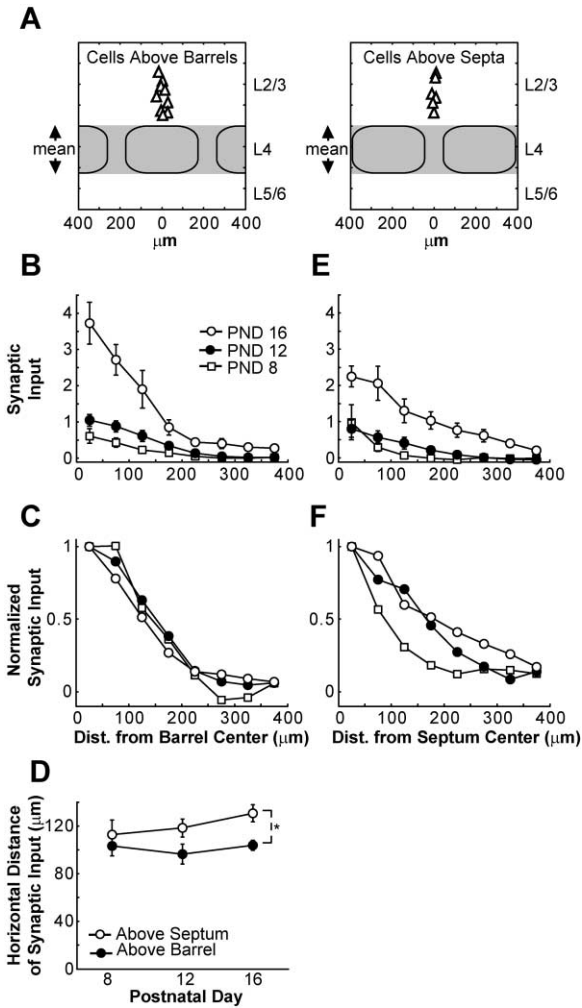 A
Cells Above Barrels
L2/3
mean
L4
L5/6
400 200 0 200 400
μm
Cells Above Septa
L2/3
mean
L4
L5/6
400 200 0 200 400
μm
B
4
3
2
1
0
Synaptic
Input
PND 16
PND 12
PND 8
0 100 200 300 400
E
4
3
2
1
0
0 100 200 300 400
C
1
0.5
0
Normalized
Synaptic Input
0 100 200 300 400
Dist. from Barrel Center (μm)
F
1
0.5
0
0 100 200 300 400
Dist. from Septum Center (μm)
D
120
80
40
0
Horizontal Distance
of Synaptic Input (μm)
*
Above Septum
Above Barrel
8 12 16
Postnatal Day